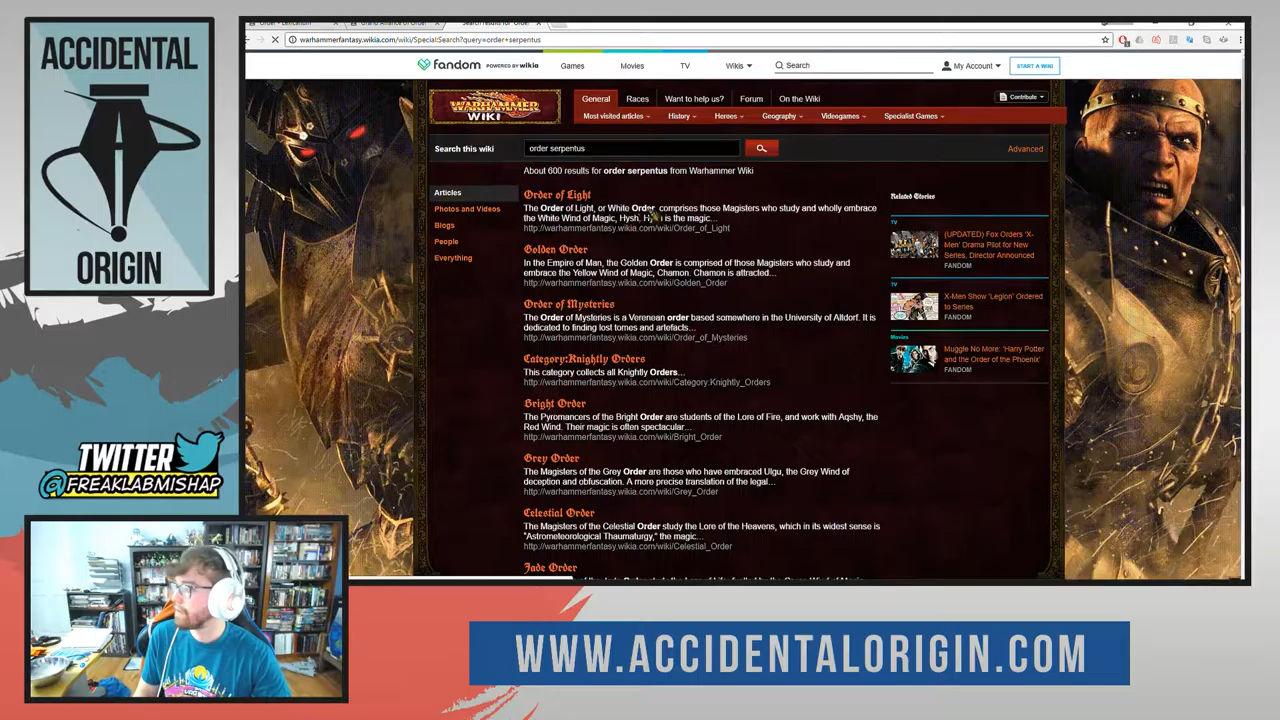 ACCIDENTAL
ORIGIN
TWITTER
@FREAKLABMISHAP
warhammerfantasy.wikia.com/wiki/Special:Search?query=order+serpentus
fandom POWERED BY wikia
Games
Movies
TV
Wikis
Search
My Account
START A WIKI
WARHAMMER
WIKI
General
Races
Want to help us?
Forum
On the Wiki
Contribute
Most visited articles
History
Heroes
Geography
Videogames
Specialist Games
Search this wiki
order serpentus
Advanced
About 600 results for order serpentus from Warhammer Wiki
Articles
Photos and Videos
Blogs
People
Everything
Order of Light
The Order of Light, or White Order, comprises those Magisters who study and wholly embrace
the White Wind of Magic, Hysh. is the magic...
http://warhammerfantasy.wikia.com/wiki/Order_of_Light
Golden Order
In the Empire of Man, the Golden Order is comprised of those Magisters who study and
embrace the Yellow Wind of Magic, Chamon. Chamon is attracted...
http://warhammerfantasy.wikia.com/wiki/Golden_Order
Order of Mysteries
The Order of Mysteries is a Verenean order based somewhere in the University of Altdorf. It is
dedicated to finding lost tomes and artefacts...
http://warhammerfantasy.wikia.com/wiki/Order_of_Mysteries
Category:Knightly Orders
This category collects all Knightly Orders...
http://warhammerfantasy.wikia.com/wiki/Category:Knightly_Orders
Bright Order
The Pyromancers of the Bright Order are students of the Lore of Fire, and work with Aqshy, the
Red Wind. Their magic is often spectacular...
http://warhammerfantasy.wikia.com/wiki/Bright_Order
Grey Order
The Magisters of the Grey Order are those who have embraced Ulgu, the Grey Wind of
deception and obfuscation. A more precise translation of the legal...
http://warhammerfantasy.wikia.com/wiki/Grey_Order
Celestial Order
The Magisters of the Celestial Order study the Lore of the Heavens, which in its widest sense is
"Astrometeorological Thaumaturgy," the magic...
http://warhammerfantasy.wikia.com/wiki/Celestial_Order
Jade Order
Related Stories
TV
(UPDATED) Fox Orders 'X-
Men' Drama Pilot for New
Series, Director Announced
FANDOM
TV
X-Men Show 'Legion' Ordered
to Series
FANDOM
Movies
Muggle No More: 'Harry Potter
and the Order of the Phoenix'
FANDOM
WWW.ACCIDENTALORIGIN.COM